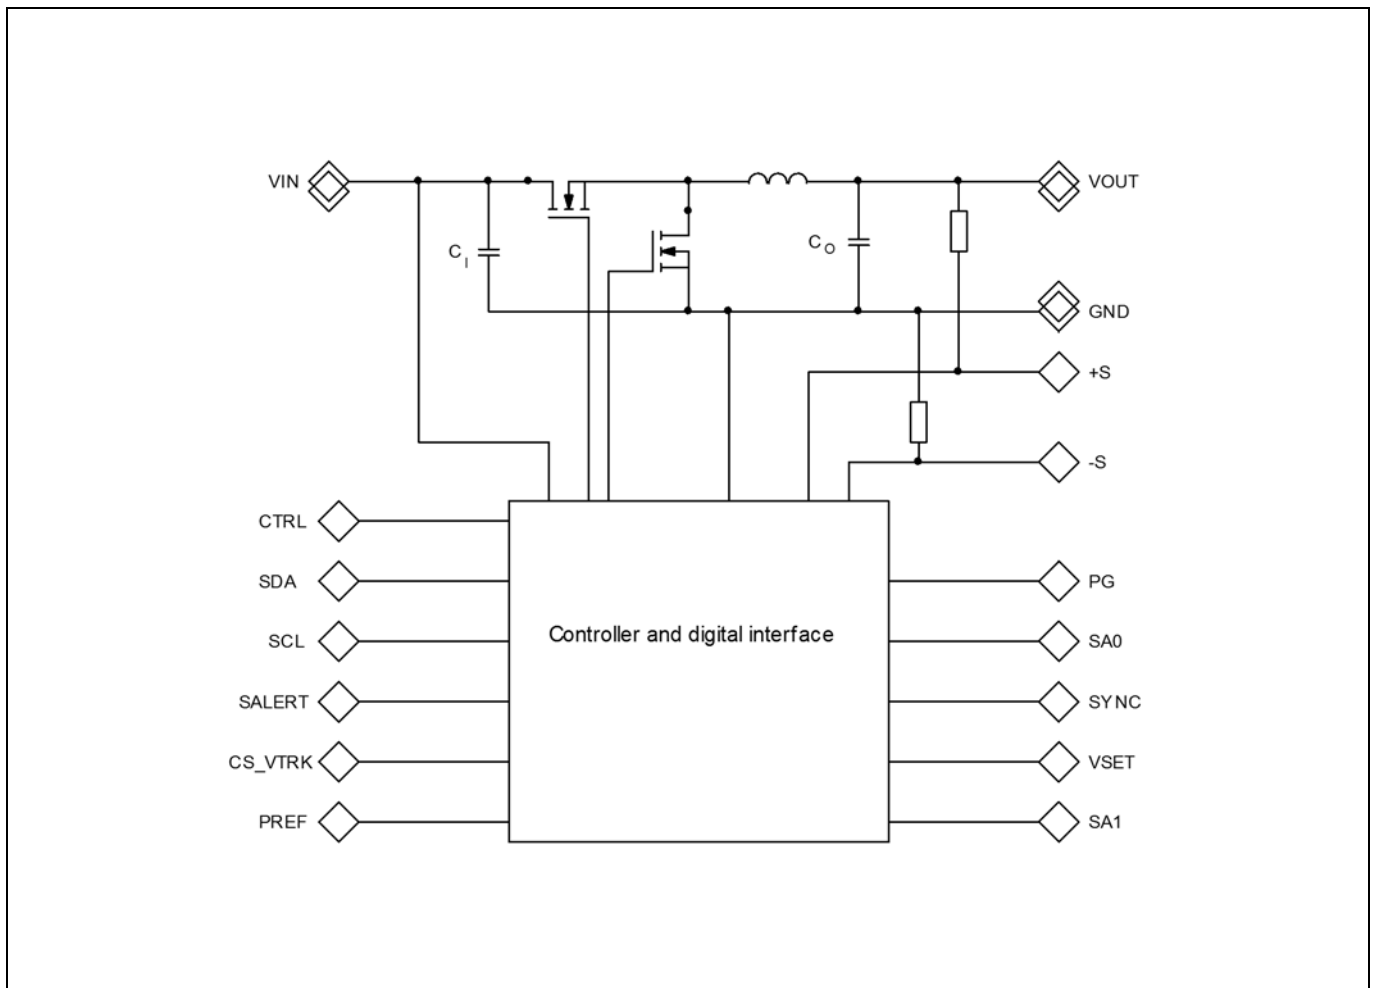 VIN
VOUT
C I
C O
GND
+S
-S
CTRL
SDA
PG
Controller and digital interface
SCL
SA0
SALERT
SYNC
CS_VTRK
VSET
PREF
SA1